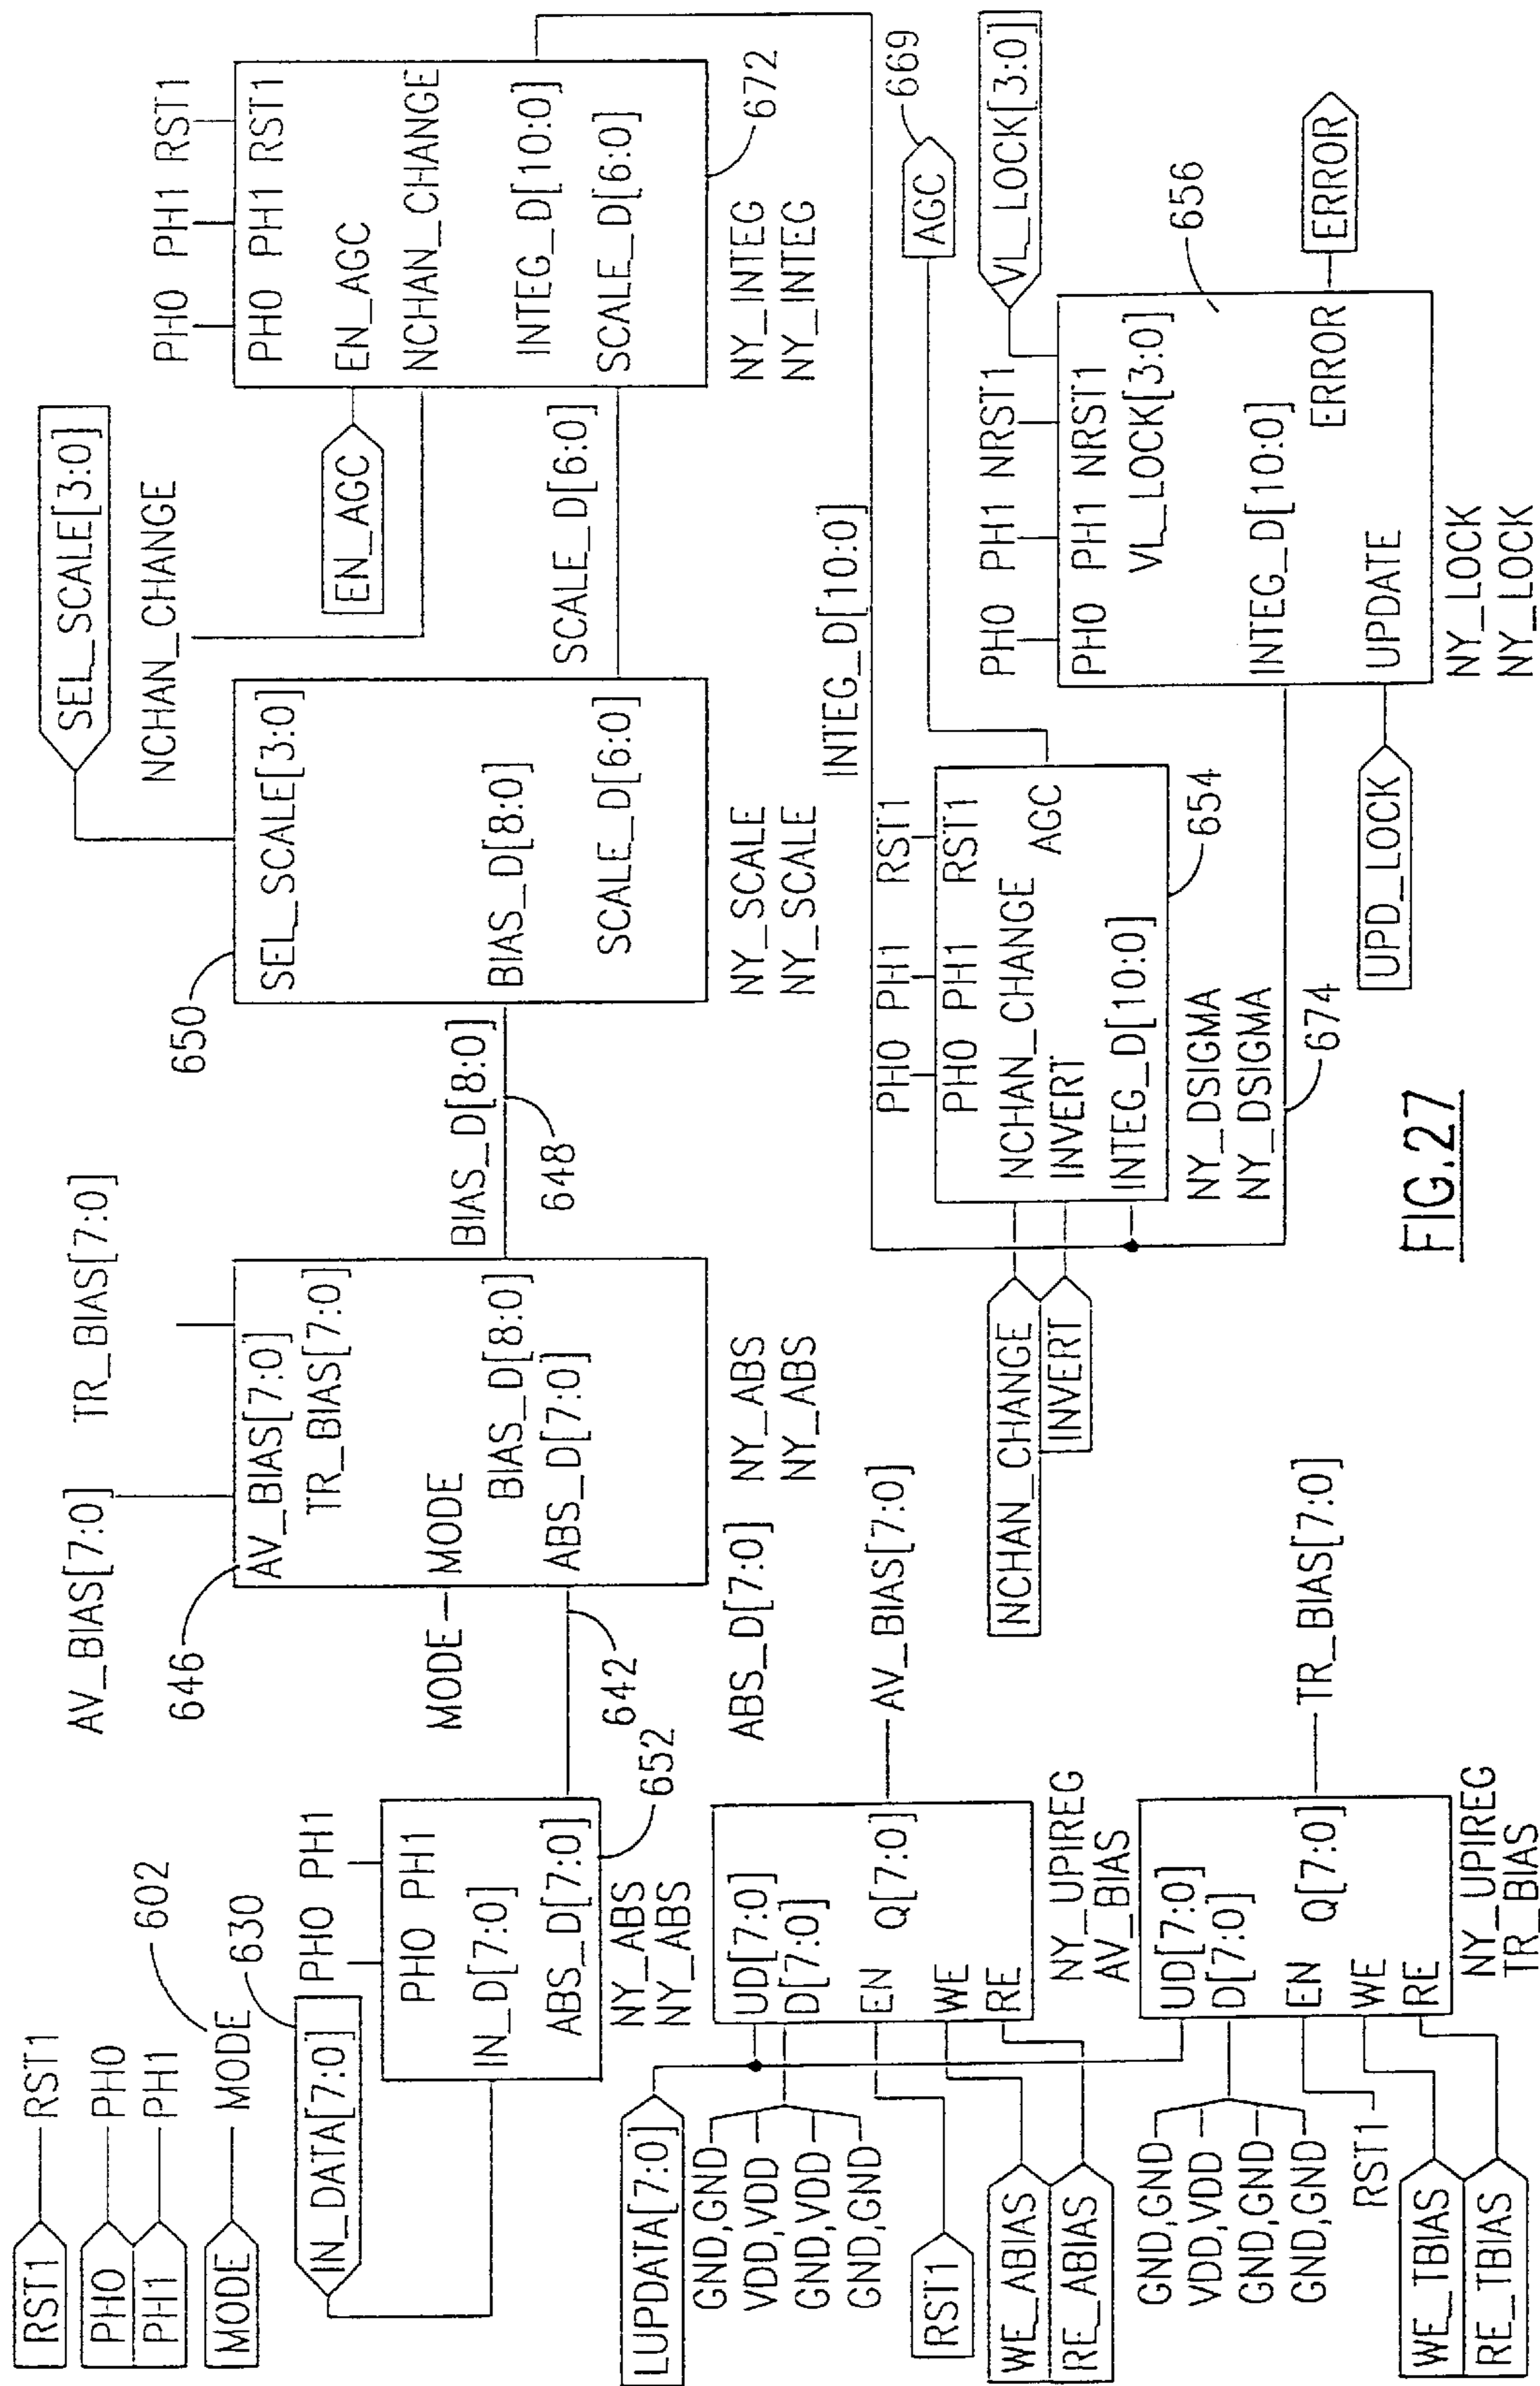 RST1
RST1
PH0
PH0
PH1
PH1
MODE
MODE
602
IN_DATA[7:0]
630
PH0 PH1
PH0 PH1
IN_D[7:0]
ABS_D[7:0]
652
NY_ABS
NY_ABS
642
ABS_D[7:0]
AV_BIAS[7:0]
TR_BIAS[7:0]
646
AV_BIAS[7:0]
TR_BIAS[7:0]
MODE
MODE
BIAS_D[8:0]
ABS_D[7:0]
NY_ABS
NY_ABS
BIAS_D[8:0]
648
650
SEL_SCALE[3:0]
SEL_SCALE[3:0]
BIAS_D[8:0]
SCALE_D[6:0]
NY_SCALE
NY_SCALE
NCHAN_CHANGE
EN_AGC
SCALE_D[6:0]
PH0 PH1 RST1
PH0 PH1 RST1
EN_AGC
NCHAN_CHANGE
INTEG_D[10:0]
SCALE_D[6:0]
672
NY_INTEG
NY_INTEG
LUPDATA[7:0]
GND,GND
VDD,VDD
GND,VDD
GND,GND
RST1
WE_ABIAS
RE_ABIAS
UD[7:0]
D[7:0]
EN
Q[7:0]
WE
RE
NY_UPIREG
AV_BIAS
AV_BIAS[7:0]
GND,GND
VDD,VDD
GND,GND
GND,GND
RST1
WE_TBIAS
RE_TBIAS
UD[7:0]
D[7:0]
EN
Q[7:0]
WE
RE
NY_UPIREG
TR_BIAS
TR_BIAS[7:0]
INTEG_D[10:0]
NCHAN_CHANGE
INVERT
PH0 PH1 RST1
PH0 PH1 RST1
NCHAN_CHANGE
INVERT
AGC
INTEG_D[10:0]
654
NY_DSIGMA
NY_DSIGMA
674
AGC
669
VL_LOCK[3:0]
PH0 PH1 NRST1
PH0 PH1 NRST1
VL_LOCK[3:0]
656
INTEG_D[10:0]
ERROR
ERROR
UPDATE
UPD_LOCK
NY_LOCK
NY_LOCK
FIG.27